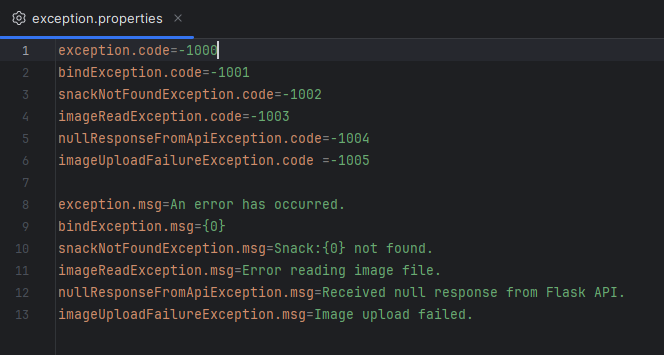 exception.properties
1 exception.code=-1000
2 bindException.code=-1001
3 snackNotFoundException.code=-1002
4 imageReadException.code=-1003
5 nullResponseFromApiException.code=-1004
6 imageUploadFailureException.code =-1005
7
8 exception.msg=An error has occurred.
9 bindException.msg={0}
10 snackNotFoundException.msg=Snack:{0} not found.
11 imageReadException.msg=Error reading image file.
12 nullResponseFromApiException.msg=Received null response from Flask API.
13 imageUploadFailureException.msg=Image upload failed.